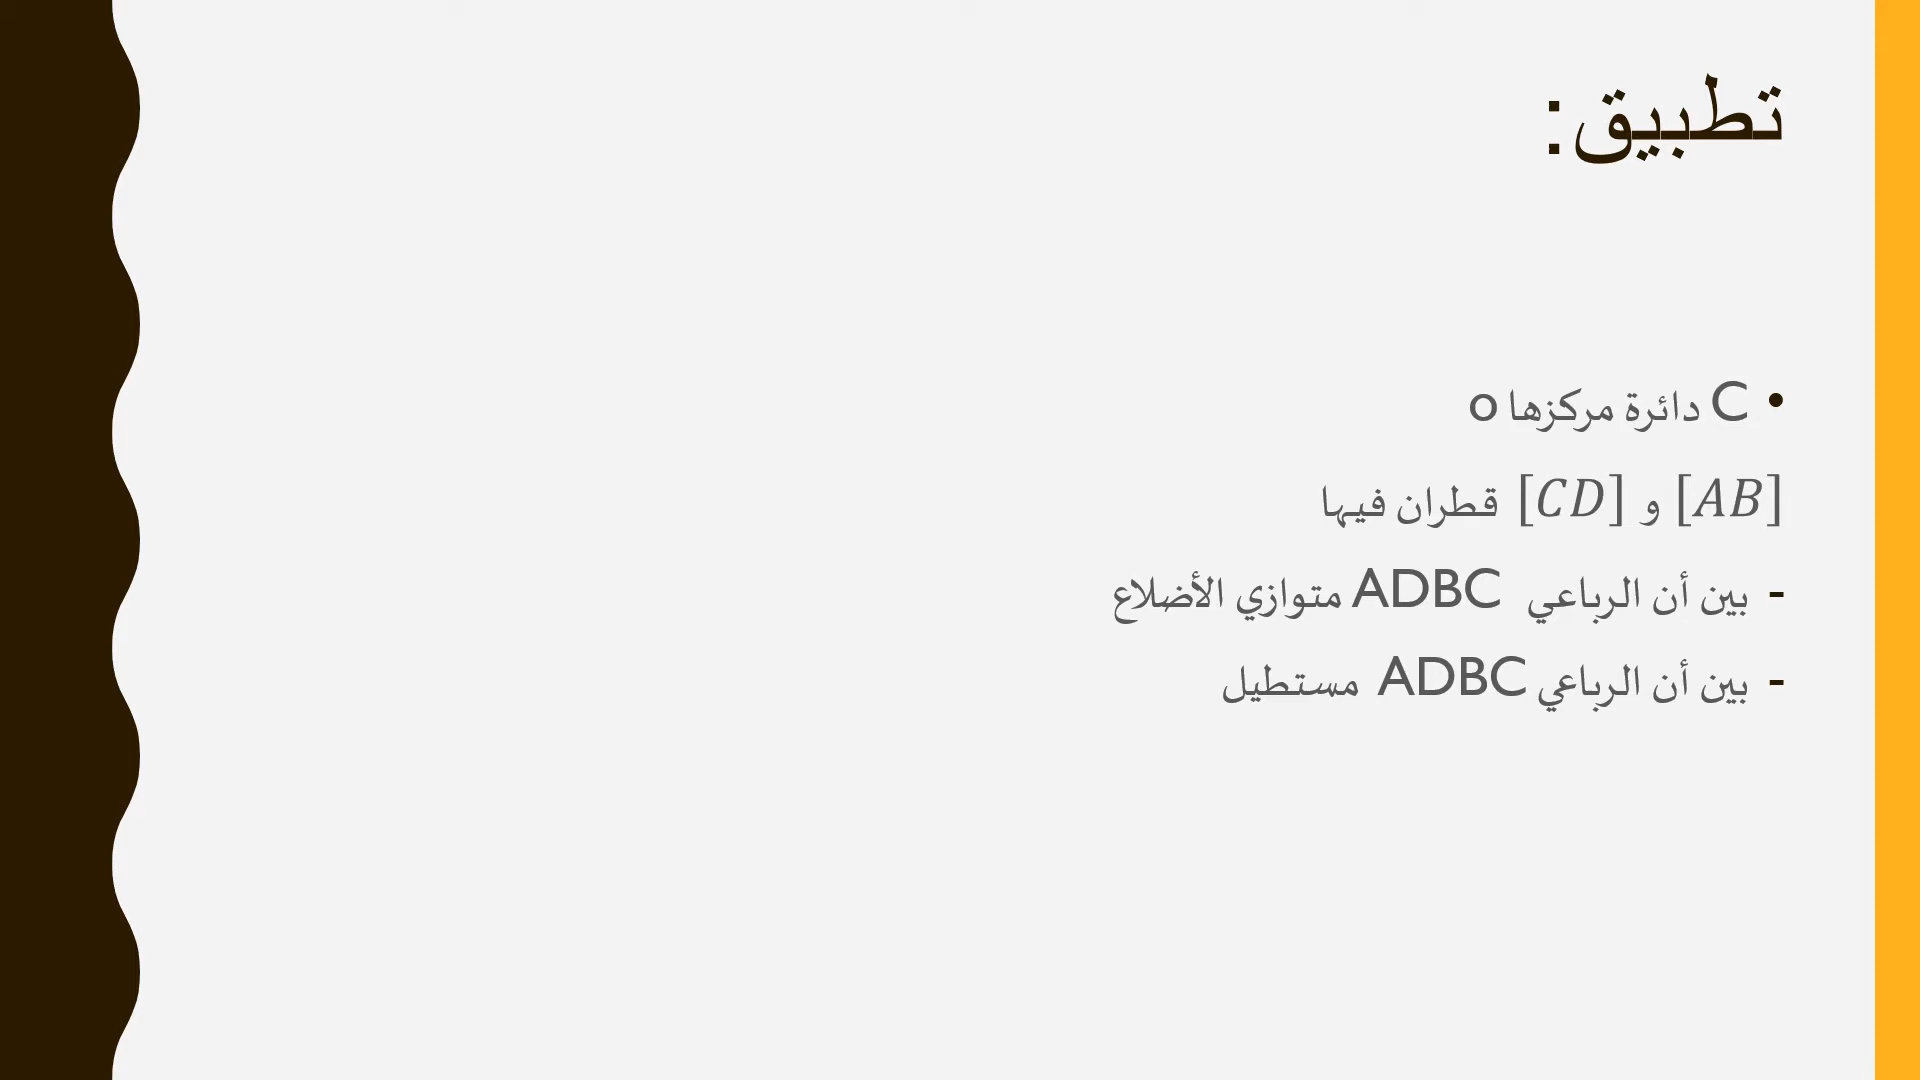 تطبيق:
• C دائرة مركزها o
[AB] و [CD] قطران فيها
- بين أن الرباعي ADBC متوازي الأضلاع
- بين أن الرباعي ADBC مستطيل